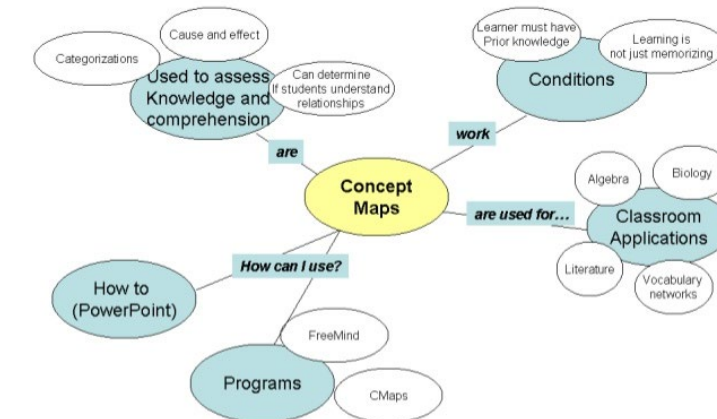 Cause and effect
Categorizations
Used to assess
Knowledge and
comprehension
Can determine
If students understand
relationships
are
Learner must have
Prior knowledge
Learning is
not just memorizing
Conditions
work
Concept
Maps
are used for…
Algebra
Biology
Classroom
Applications
Literature
Vocabulary
networks
How can I use?
How to
(PowerPoint)
FreeMind
Programs
CMaps